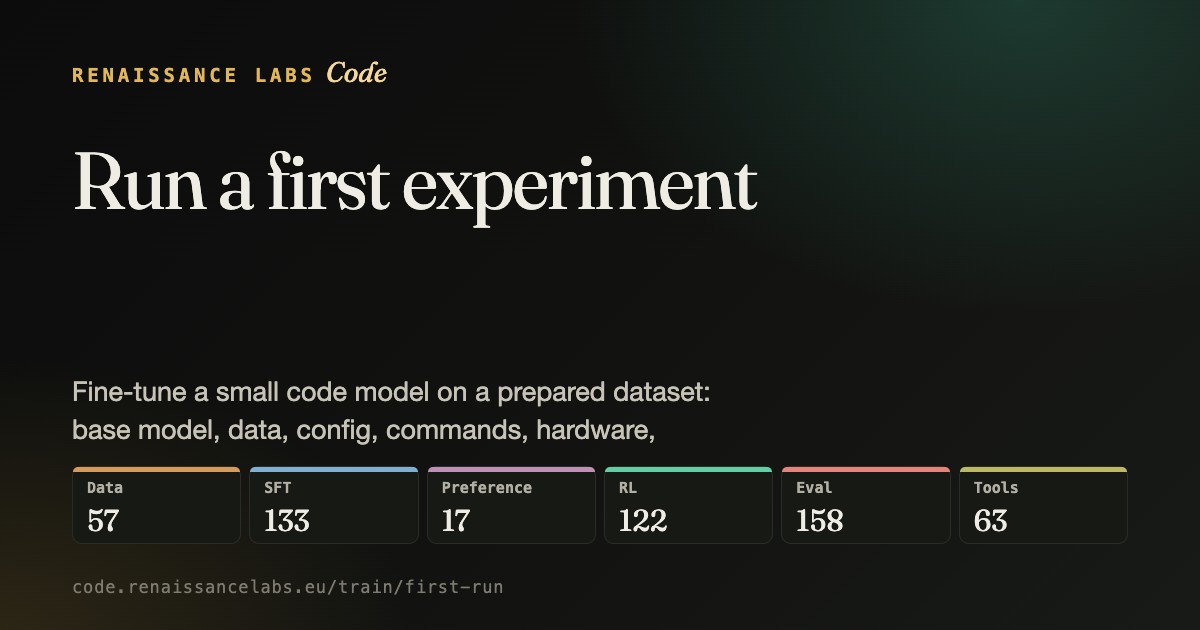 RENAISSANCE LABS Code
Run a first experiment
Fine-tune a small code model on a prepared dataset:
base model, data, config, commands, hardware,
Data
57
SFT
133
Preference
17
RL
122
Eval
158
Tools
63
code.renaissancelabs.eu/train/first-run